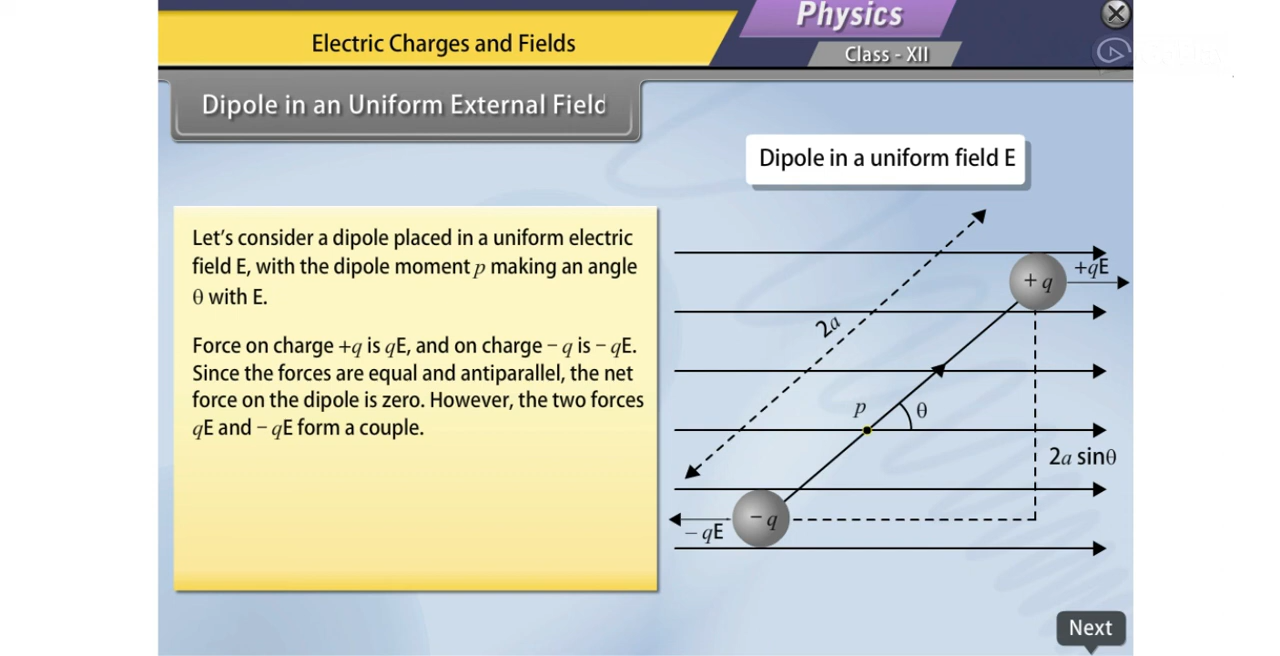 Physics
Electric Charges and Fields
Class - XII
Dipole in an Uniform External Field
Dipole in a uniform field E
Let's consider a dipole placed in a uniform electric
field E, with the dipole moment p making an angle
θ with E.
Force on charge +q is qE, and on charge − q is − qE.
Since the forces are equal and antiparallel, the net
force on the dipole is zero. However, the two forces
qE and − qE form a couple.
+qE
+ q
2a
p
θ
2a sinθ
− q
− qE
Next